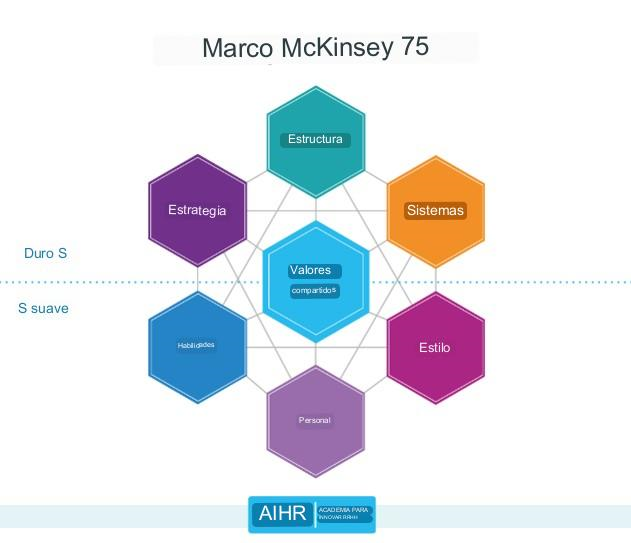 Marco McKinsey 75
Estructura
Estrategia
Sistemas
Duro S
Valores
compartidos
S suave
Habilidades
Estilo
Personal
AIHR
ACADEMIA PARA
INNOVAR RRHH